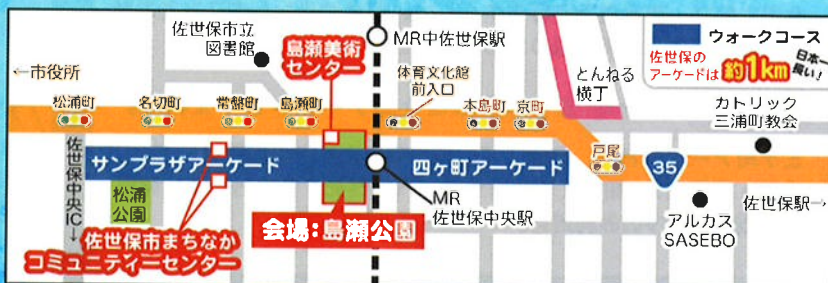 佐世保市立
図書館
島瀬美術
センター
MR中佐世保駅
ウォークコース
佐世保の
アーケードは
約1km
日本一
長い!
←市役所
体育文化館
前入口
とんねる
横丁
松浦町
名切町
常盤町
島瀬町
本島町
京町
カトリック
三浦町教会
戸尾
35
サンプラザアーケード
四ヶ町アーケード
佐世保中央IC→
松浦
公園
MR
佐世保中央駅
会場:島瀬公園
佐世保市まちなか
コミュニティーセンター
アルカス
SASEBO
佐世保駅→